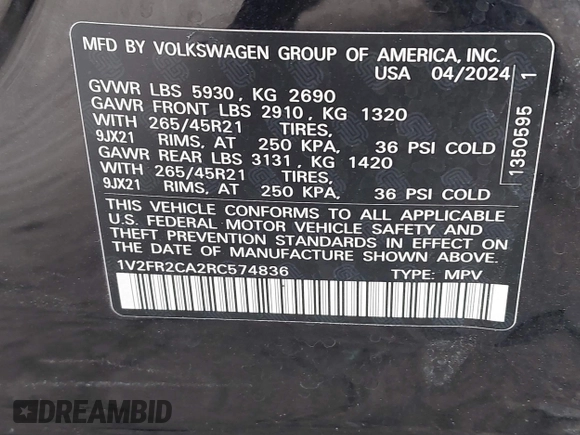 MFD BY VOLKSWAGEN GROUP OF AMERICA, INC.
USA 04/2024
GVWR LBS 5930 , KG 2690
GAWR FRONT LBS 2910 , KG 1320
WITH 265/45R21 TIRES,
9JX21 RIMS, AT 250 KPA, 36 PSI COLD
GAWR REAR LBS 3131 , KG 1420
WITH 265/45R21 TIRES,
9JX21 RIMS, AT 250 KPA, 36 PSI COLD
THIS VEHICLE CONFORMS TO ALL APPLICABLE
U.S. FEDERAL MOTOR VEHICLE SAFETY AND
THEFT PREVENTION STANDARDS IN EFFECT ON
THE DATE OF MANUFACTURE SHOWN ABOVE.
1V2FR2CA2RC574836 TYPE: MPV
1350595 1
DREAMBID